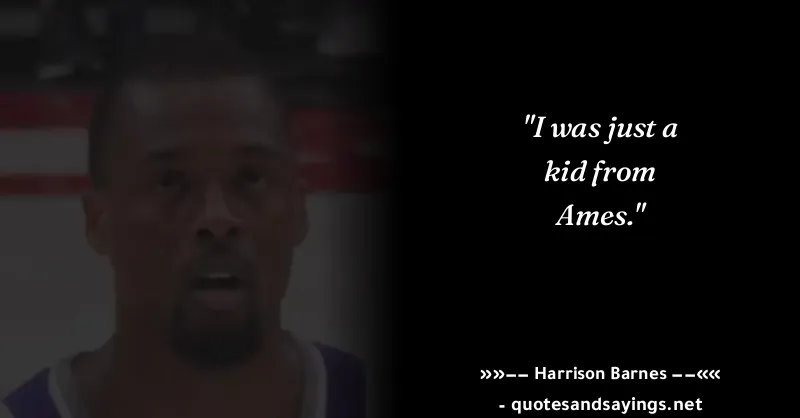 "I was just a
kid from
Ames."
»»–– Harrison Barnes ––««
- quotesandsayings.net